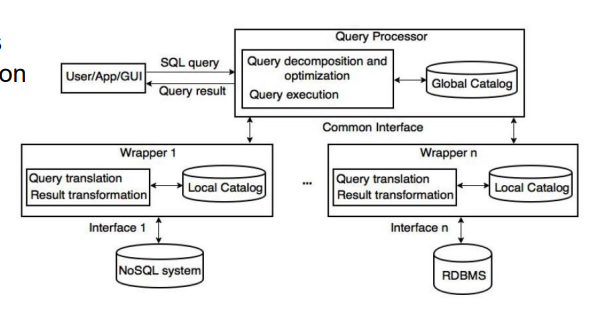 s
on
Query Processor
User/App/GUI
SQL query
Query result
Query decomposition and
optimization
Query execution
Global Catalog
Common Interface
Wrapper 1
Query translation
Result transformation
Local Catalog
Interface 1
NoSQL system
...
Wrapper n
Query translation
Result transformation
Local Catalog
Interface n
RDBMS